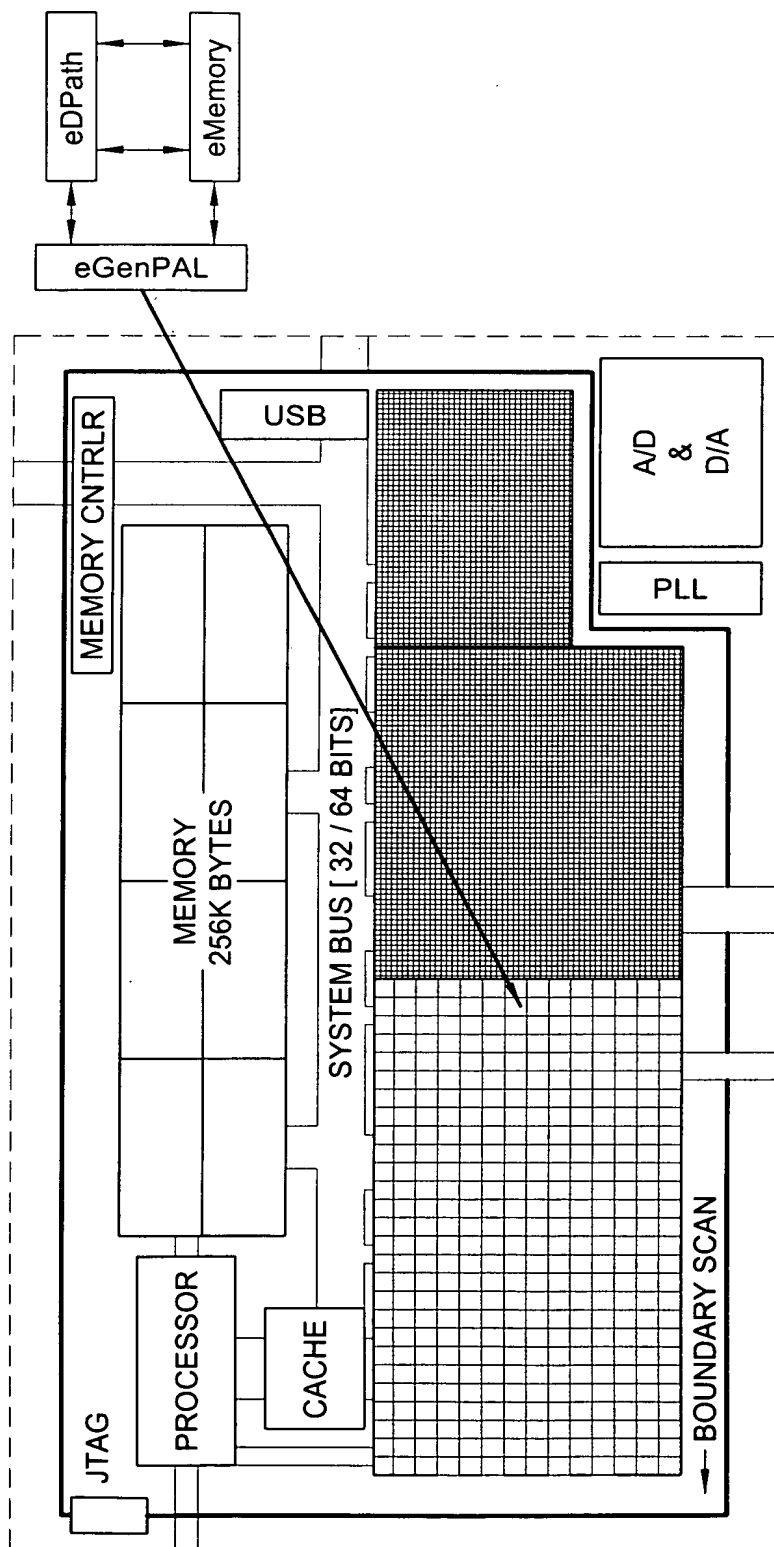 eDPath
eMemory
eGenPAL
MEMORY CNTRLR
USB
A/D
&
D/A
PLL
MEMORY
256K BYTES
SYSTEM BUS [ 32 / 64 BITS]
PROCESSOR
CACHE
JTAG
BOUNDARY SCAN